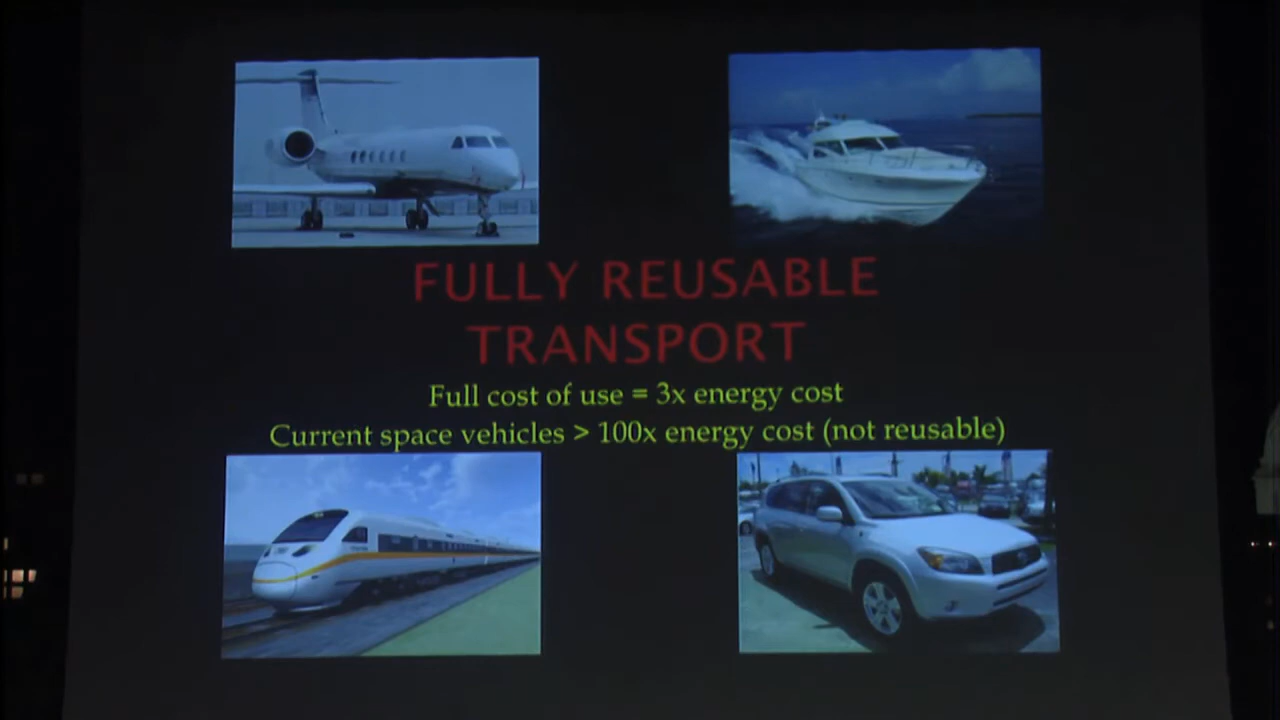 FULLY REUSABLE
TRANSPORT
Full cost of use = 3x energy cost
Current space vehicles > 100x energy cost (not reusable)